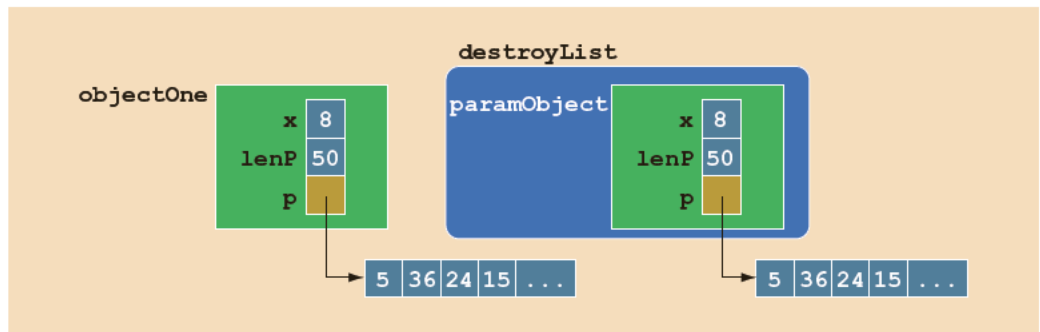 destroyList
objectOne
x 8
lenP 50
p
paramObject
x 8
lenP 50
p
5 36 24 15 ...
5 36 24 15 ...